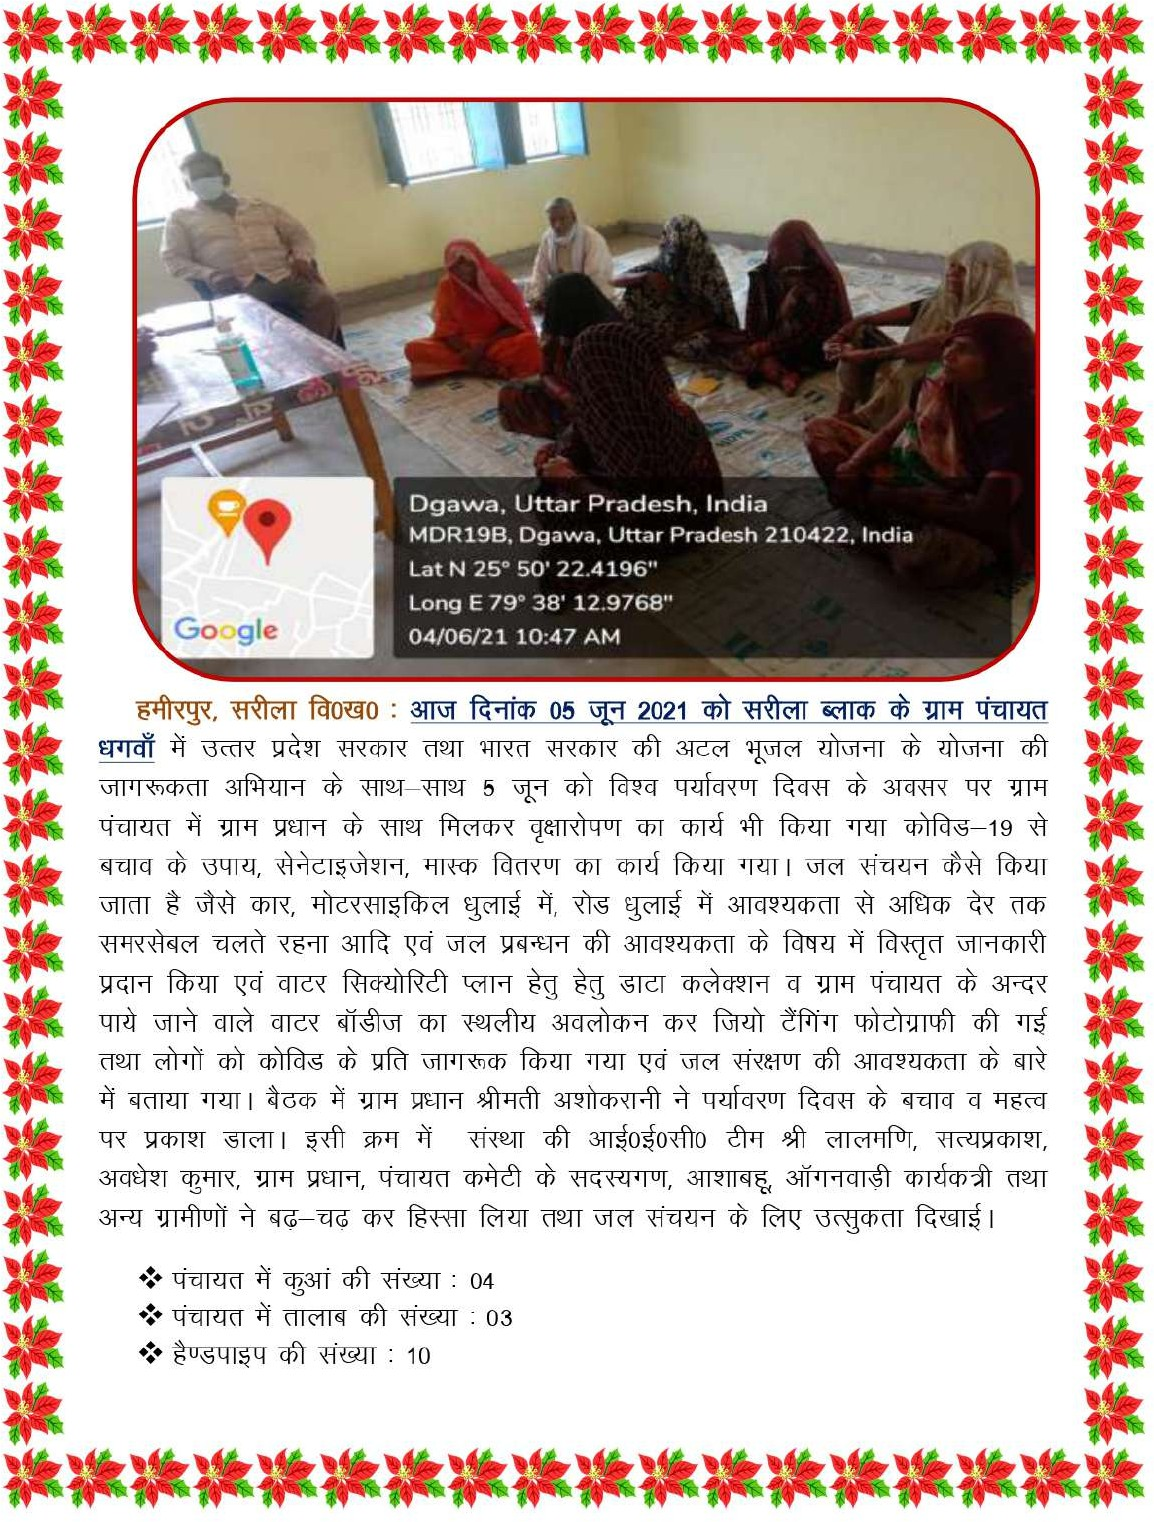 Dgawa, Uttar Pradesh, India
MDR19B, Dgawa, Uttar Pradesh 210422, India
Lat N 25° 50' 22.4196"
Long E 79° 38' 12.9768"
04/06/21 10:47 AM
Google
हमीरपुर, सरीला वि0ख0 : आज दिनांक 05 जून 2021 को सरीला ब्लाक के ग्राम पंचायत
धगवाँ में उत्तर प्रदेश सरकार तथा भारत सरकार की अटल भूजल योजना के योजना की
जागरूकता अभियान के साथ–साथ 5 जून को विश्व पर्यावरण दिवस के अवसर पर ग्राम
पंचायत में ग्राम प्रधान के साथ मिलकर वृक्षारोपण का कार्य भी किया गया कोविड–19 से
बचाव के उपाय, सेनेटाइजेशन, मास्क वितरण का कार्य किया गया। जल संचयन कैसे किया
जाता है जैसे कार, मोटरसाइकिल धुलाई में, रोड धुलाई में आवश्यकता से अधिक देर तक
समरसेबल चलते रहना आदि एवं जल प्रबन्धन की आवश्यकता के विषय में विस्तृत जानकारी
प्रदान किया एवं वाटर सिक्योरिटी प्लान हेतु हेतु डाटा कलेक्शन व ग्राम पंचायत के अन्दर
पाये जाने वाले वाटर बॉडीज का स्थलीय अवलोकन कर जियो टैंगिंग फोटोग्राफी की गई
तथा लोगों को कोविड के प्रति जागरूक किया गया एवं जल संरक्षण की आवश्यकता के बारे
में बताया गया। बैठक में ग्राम प्रधान श्रीमती अशोकरानी ने पर्यावरण दिवस के बचाव व महत्व
पर प्रकाश डाला। इसी क्रम में संस्था की आई0ई0सी0 टीम श्री लालमणि, सत्यप्रकाश,
अवधेश कुमार, ग्राम प्रधान, पंचायत कमेटी के सदस्यगण, आशाबहू, ऑगनवाड़ी कार्यकत्री तथा
अन्य ग्रामीणों ने बढ़–चढ़ कर हिस्सा लिया तथा जल संचयन के लिए उत्सुकता दिखाई।
❖ पंचायत में कुआं की संख्या : 04
❖ पंचायत में तालाब की संख्या : 03
❖ हैण्डपाइप की संख्या : 10